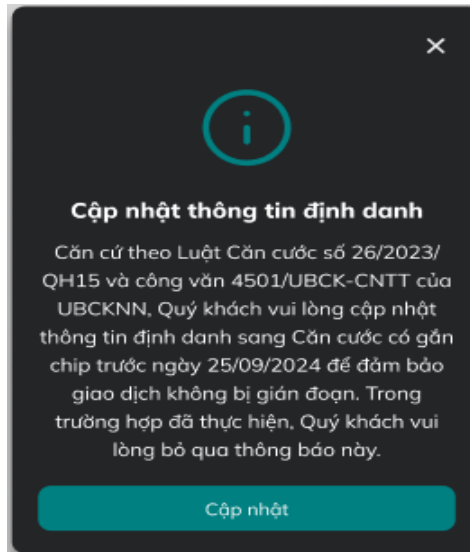 Cập nhật thông tin định danh
Căn cứ theo Luật Căn cước số 26/2023/
QH15 và công văn 4501/UBCK-CNTT của
UBCKNN, Quý khách vui lòng cập nhật
thông tin định danh sang Căn cước có gắn
chip trước ngày 25/09/2024 để đảm bảo
giao dịch không bị gián đoạn. Trong
trường hợp đã thực hiện, Quý khách vui
lòng bỏ qua thông báo này.
Cập nhật